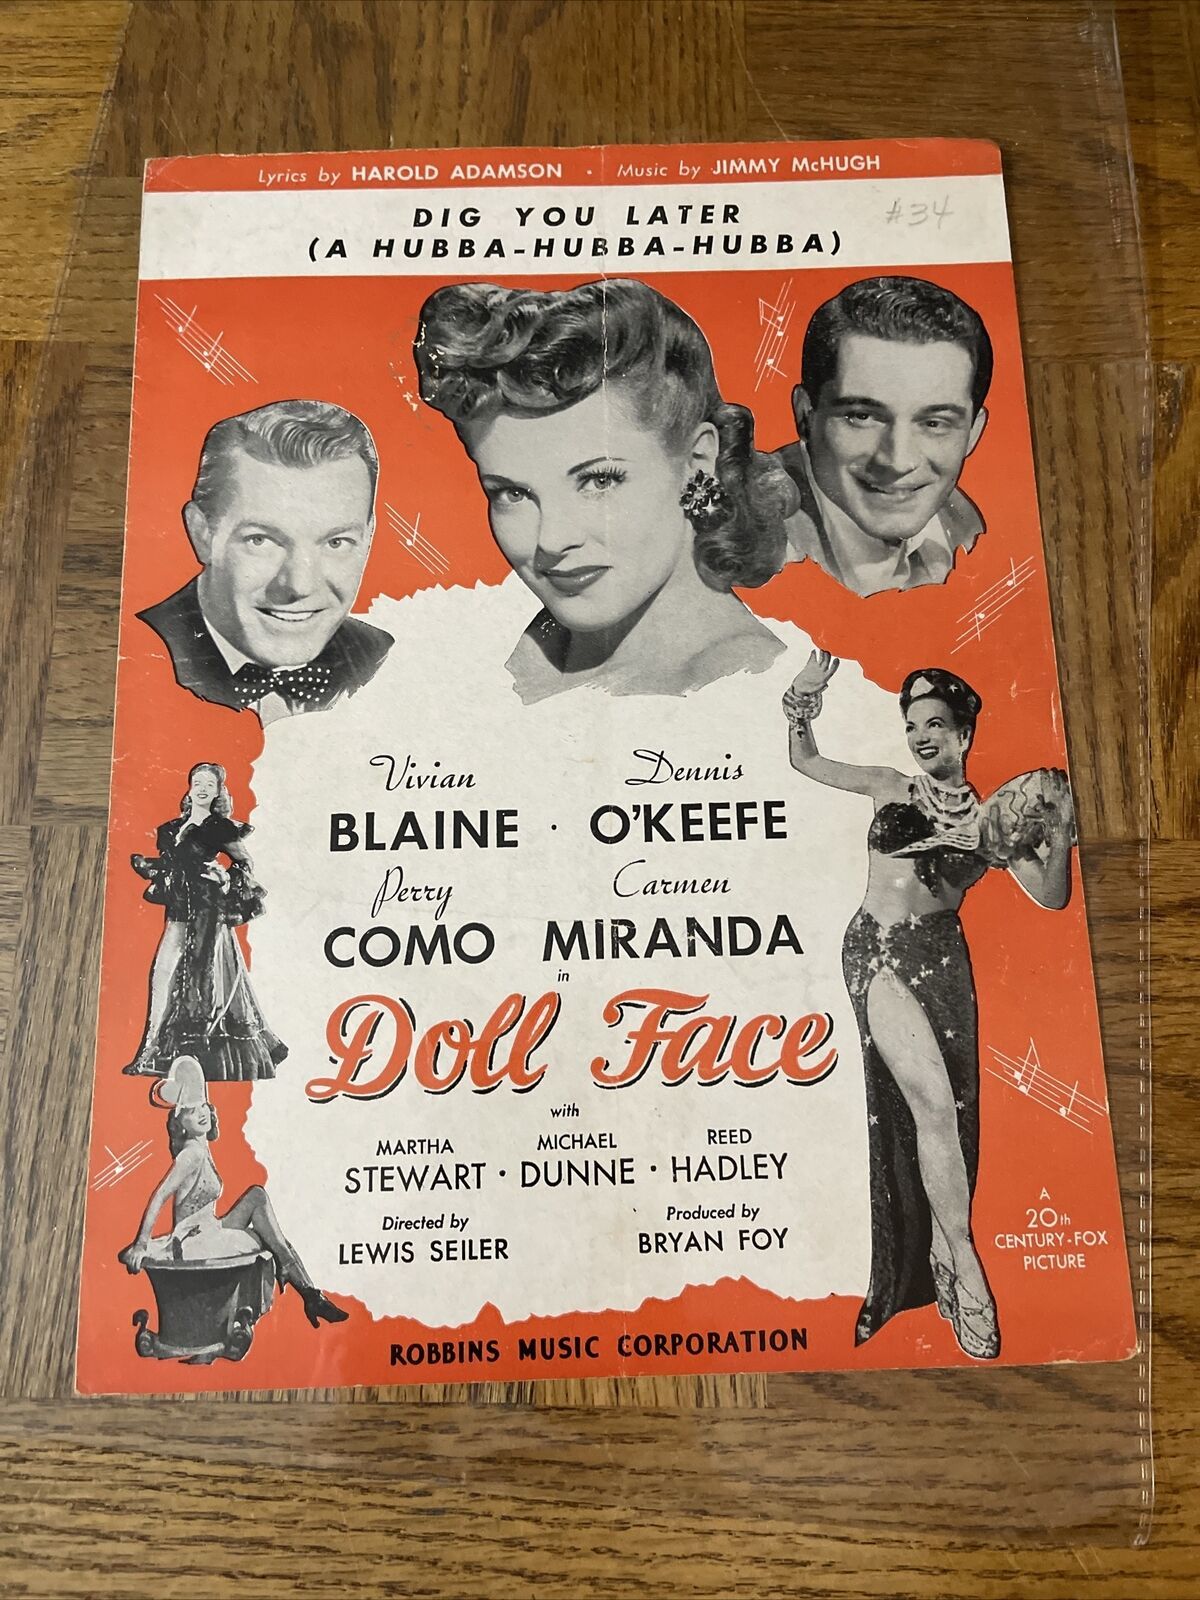 Lyrics by HAROLD ADAMSON • Music by JIMMY McHUGH
DIG YOU LATER
#34
(A HUBBA-HUBBA-HUBBA)
Vivian Dennis
BLAINE · O'KEEFE
Perry Carmen
COMO MIRANDA
in
Doll Face
with
MARTHA MICHAEL REED
STEWART • DUNNE • HADLEY
Directed by Produced by
LEWIS SEILER BRYAN FOY
A
20th
CENTURY-FOX
PICTURE
ROBBINS MUSIC CORPORATION